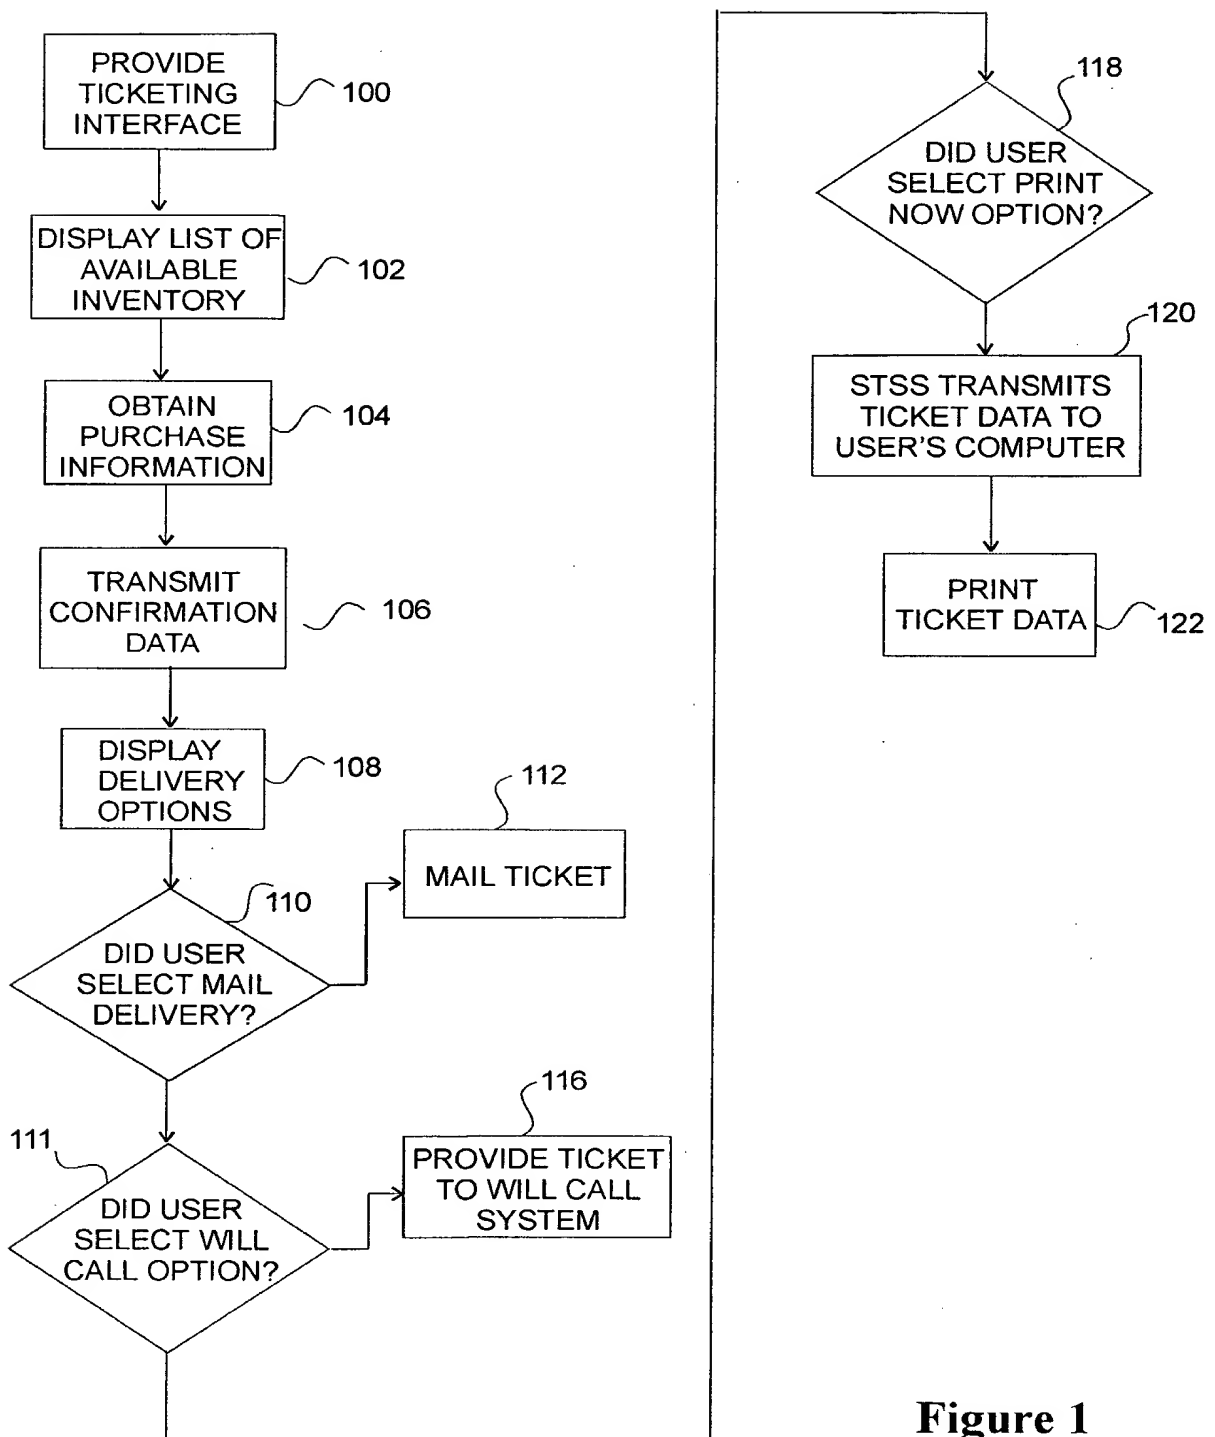 PROVIDE
TICKETING
INTERFACE
100
DISPLAY LIST OF
AVAILABLE
INVENTORY
102
OBTAIN
PURCHASE
INFORMATION
104
TRANSMIT
CONFIRMATION
DATA
106
DISPLAY
DELIVERY
OPTIONS
108
110
DID USER
SELECT MAIL
DELIVERY?
112
MAIL TICKET
111
DID USER
SELECT WILL
CALL OPTION?
116
PROVIDE TICKET
TO WILL CALL
SYSTEM
118
DID USER
SELECT PRINT
NOW OPTION?
120
STSS TRANSMITS
TICKET DATA TO
USER'S COMPUTER
PRINT
TICKET DATA
122
Figure 1